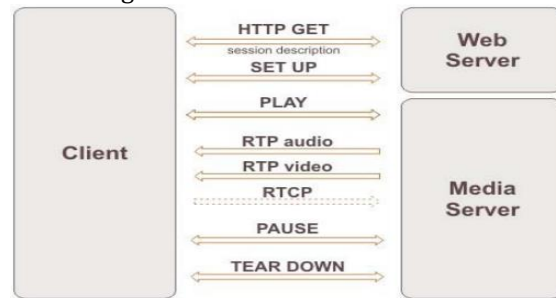 HTTP GET
session description
SET UP
PLAY
RTP audio
RTP video
RTCP
PAUSE
TEAR DOWN
Client
Web
Server
Media
Server